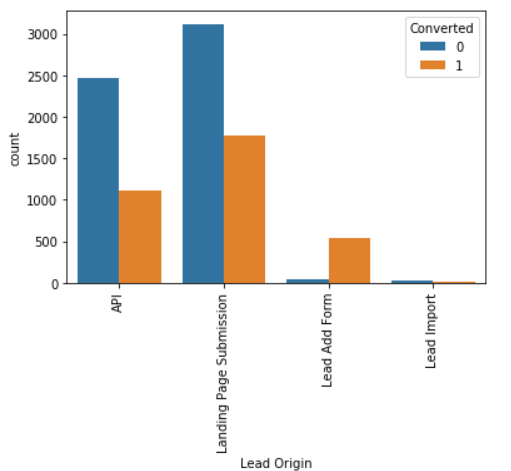 Converted
0
1
3000
2500
2000
1500
1000
500
0
count
API
Landing Page Submission
Lead Add Form
Lead Import
Lead Origin